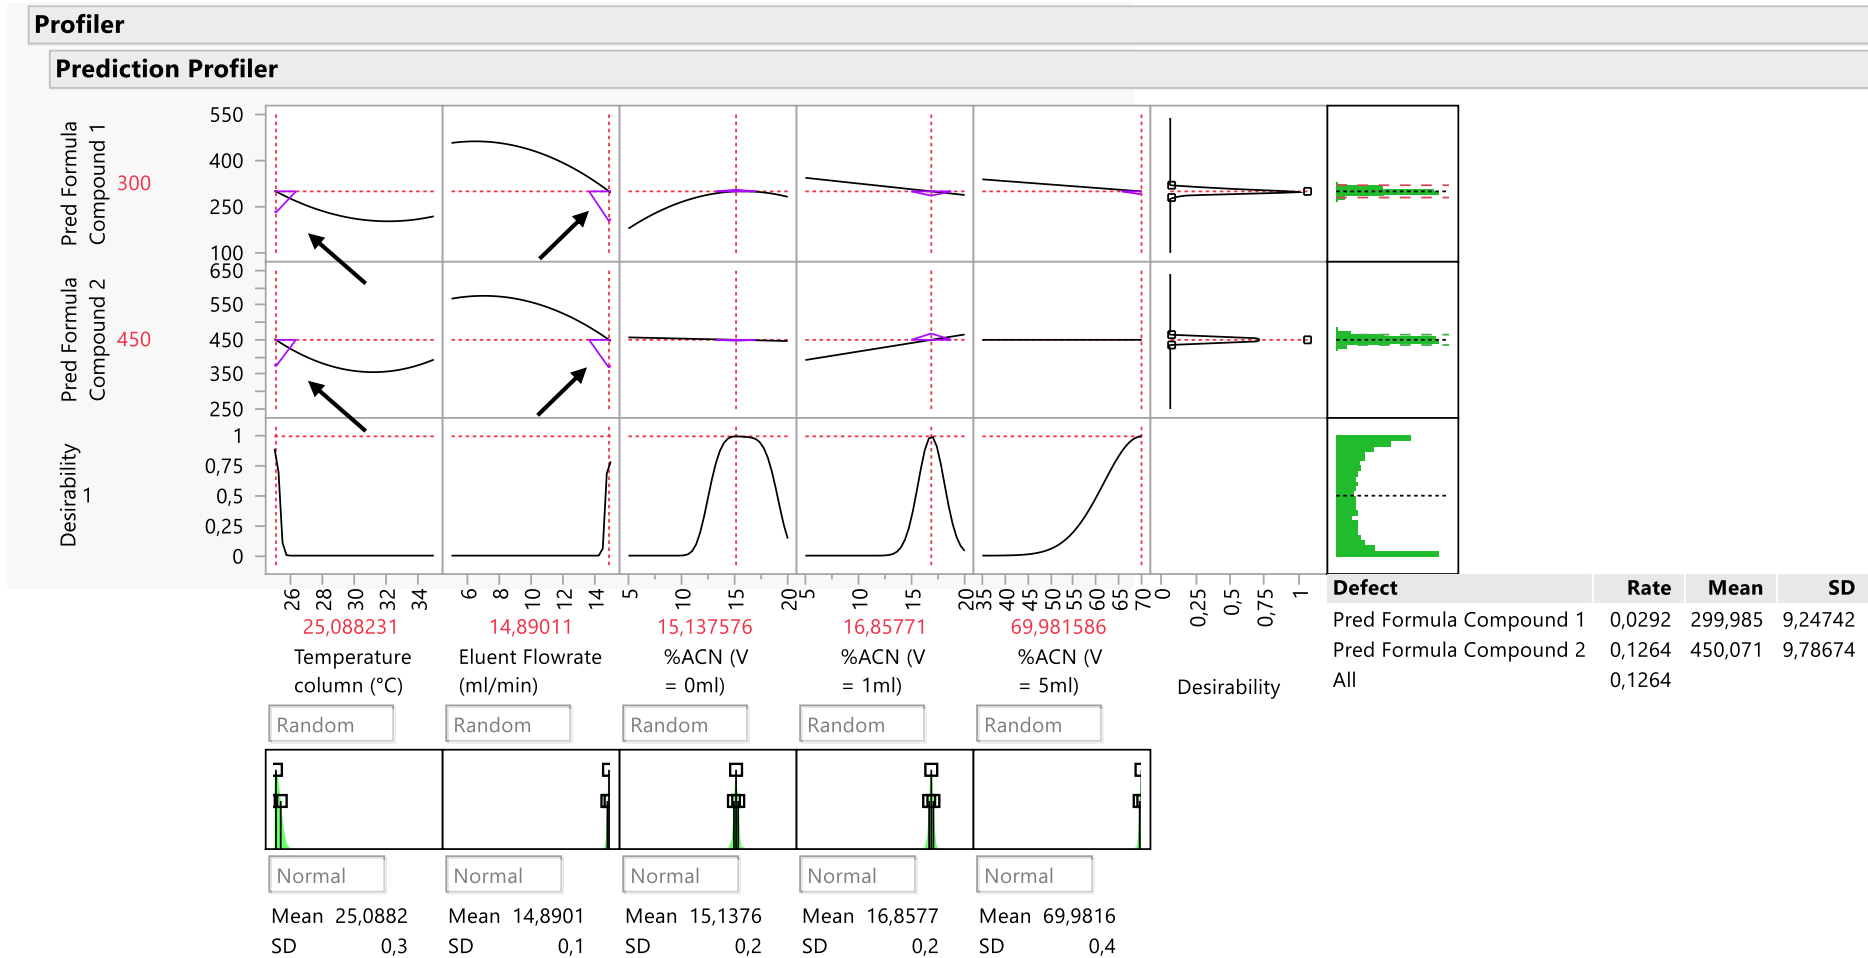 Profiler
Prediction Profiler
Pred Formula
Compound 1
300
550
400
250
100
Pred Formula
Compound 2
450
650
550
450
350
250
Desirability
1
1
0,75
0,5
0,25
0
26 28 30 32 34
6 8 10 12 14
5 10 15 20
5 10 15 20
35 40 45 50 55 60 65 70
0 0,25 0,5 0,75 1
25,088231
14,89011
15,137576
16,85771
69,981586
Temperature
column (°C)
Eluent Flowrate
(ml/min)
%ACN (V
= 0ml)
%ACN (V
= 1ml)
%ACN (V
= 5ml)
Desirability
Defect Rate Mean SD
Pred Formula Compound 1 0,0292 299,985 9,24742
Pred Formula Compound 2 0,1264 450,071 9,78674
All 0,1264
Random Random Random Random Random
Normal Normal Normal Normal Normal
Mean 25,0882 Mean 14,8901 Mean 15,1376 Mean 16,8577 Mean 69,9816
SD 0,3 SD 0,1 SD 0,2 SD 0,2 SD 0,4